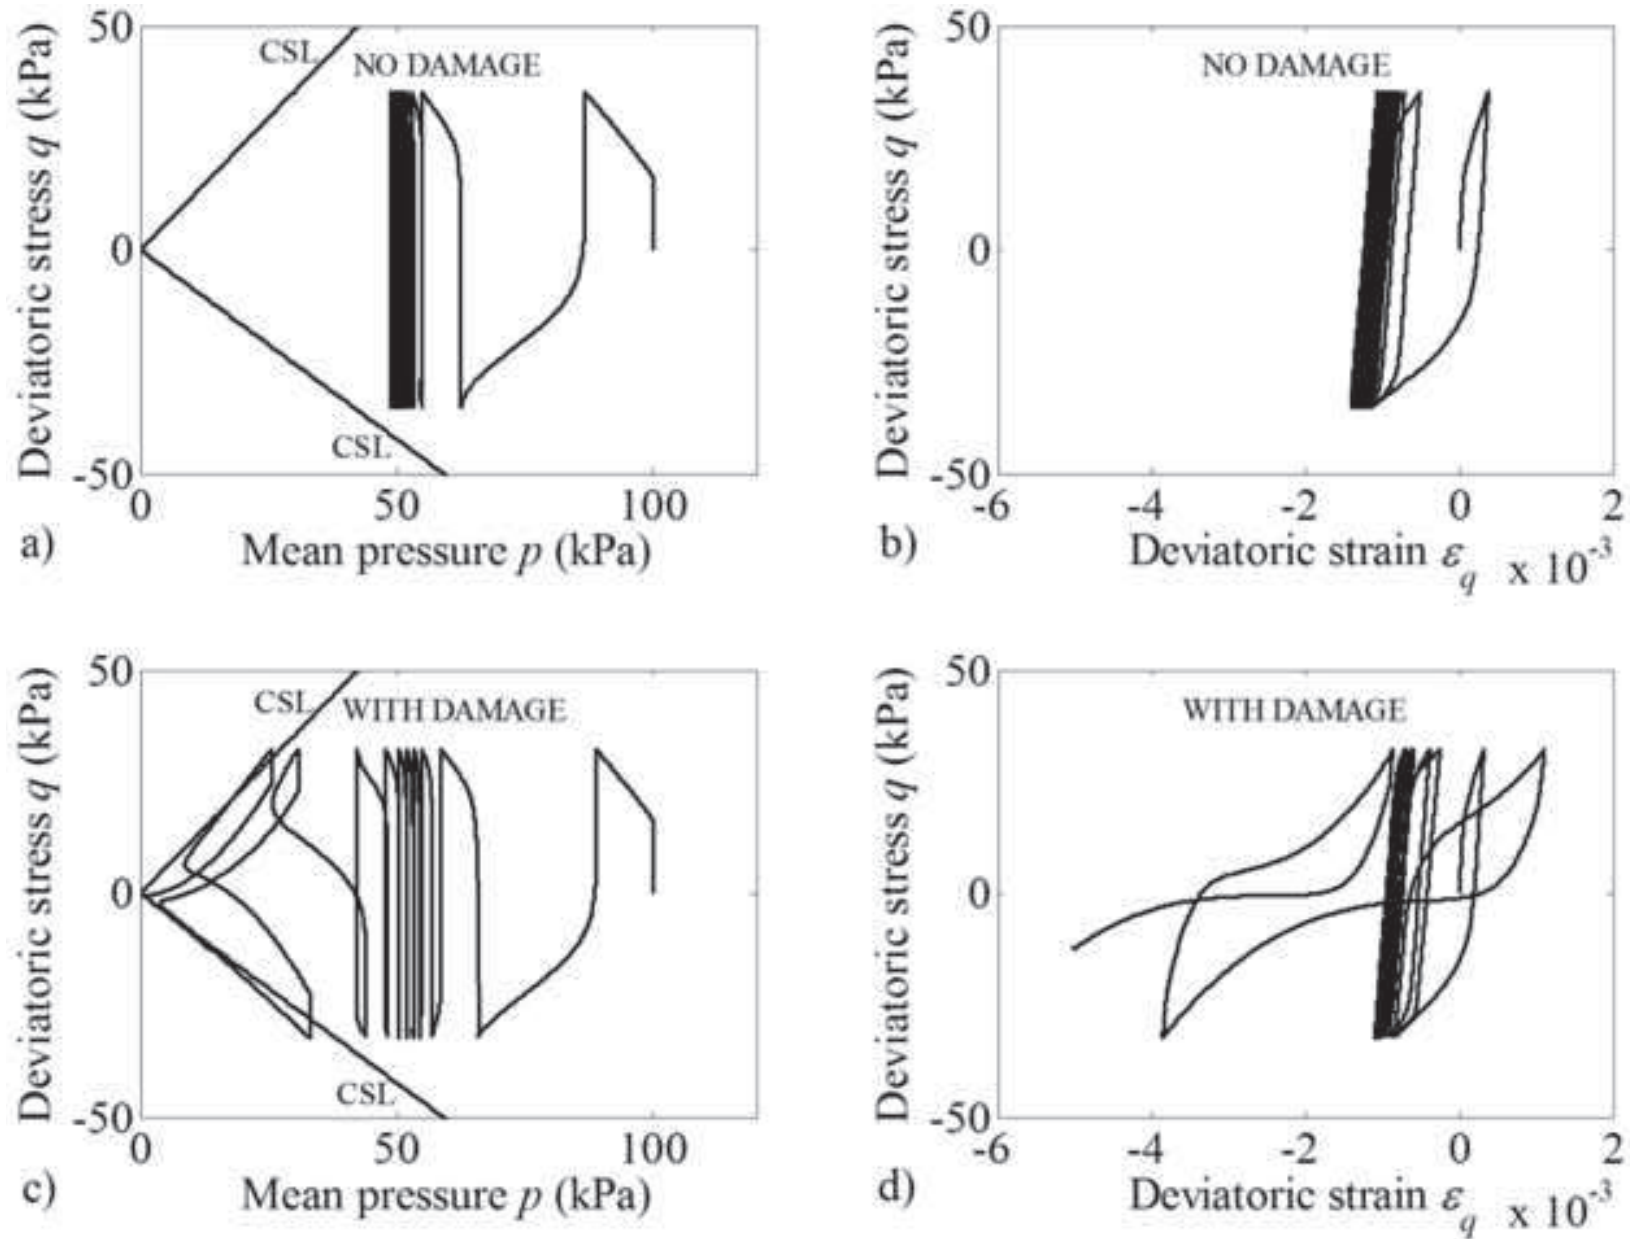 50
CSL
NO DAMAGE
Deviatoric stress q (kPa)
0
CSL
-50
0 50 100
a) Mean pressure p (kPa)
50
NO DAMAGE
Deviatoric stress q (kPa)
0
-50
-6 -4 -2 0 2
b) Deviatoric strain εq x 10-3
50
CSL
WITH DAMAGE
Deviatoric stress q (kPa)
0
CSL
-50
0 50 100
c) Mean pressure p (kPa)
50
WITH DAMAGE
Deviatoric stress q (kPa)
0
-50
-6 -4 -2 0 2
d) Deviatoric strain εq x 10-3